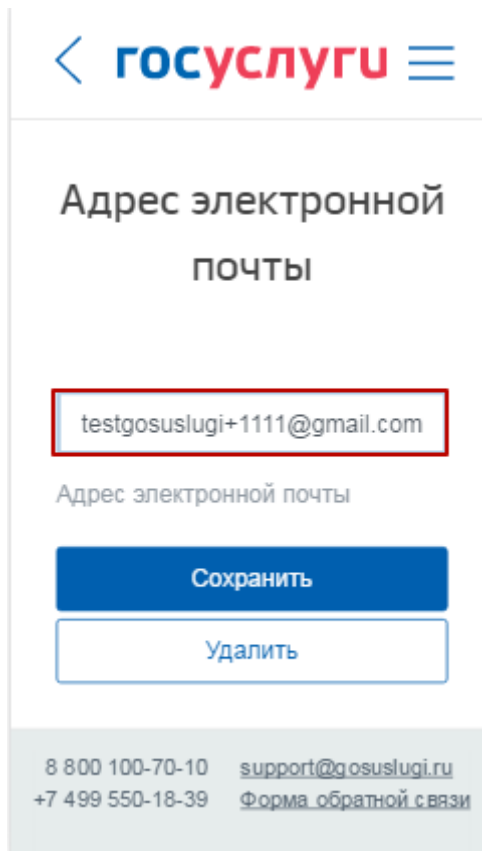 госуслуги
Адрес электронной
почты
testgosuslugi+1111@gmail.com
Адрес электронной почты
Сохранить
Удалить
8 800 100-70-10 support@gosuslugi.ru
+7 499 550-18-39 Форма обратной связи